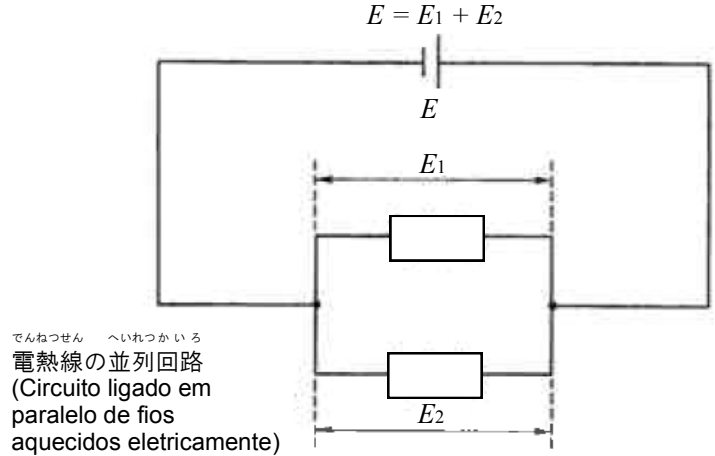 E = E1 + E2
E
E1
E2
でんねつせん へいれつかいろ
電熱線の並列回路
(Circuito ligado em
paralelo de fios
aquecidos eletricamente)